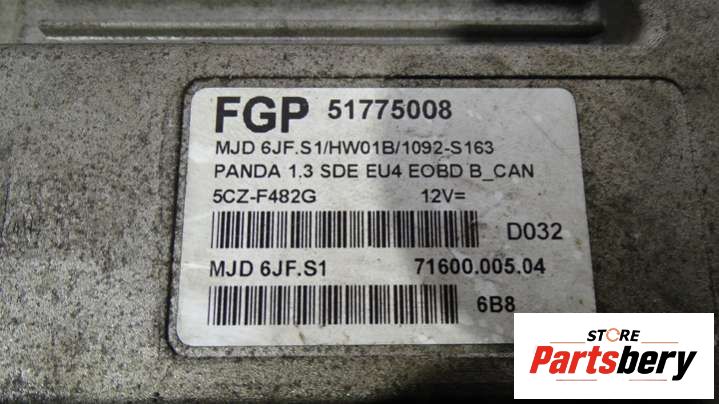 FGP 51775008
MJD 6JF.S1/HW01B/1092-S163
PANDA 1.3 SDE EU4 EOBD B_CAN
5CZ-F482G 12V=
D032
MJD 6JF.S1 71600.005.04
6B8
STORE
Partsbery